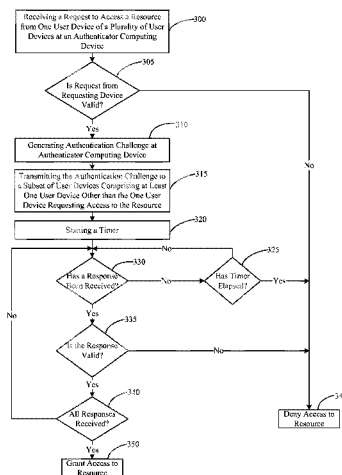 Receiving a Request to Access a Resource
from One User Device of a Plurality of User
Devices at an Authenticator Computing
Device
300
305
Is Request from
Requesting Device
Valid?
Yes
No
310
Generating Authentication Challenge at
Authenticator Computing Device
315
Transmitting the Authentication Challenge to
a Subset of User Devices Comprising at Least
One User Device Other than the One User
Device Requesting Access to the Resource
320
Starting a Timer
No
325
330
Has a Response
Been Received?
No
Has Timer
Elapsed?
Yes
Yes
No
335
Is the Response
Valid?
No
Yes
340
All Responses
Received?
34
Deny Access to
Resource
Yes
350
Grant Access to
Resource